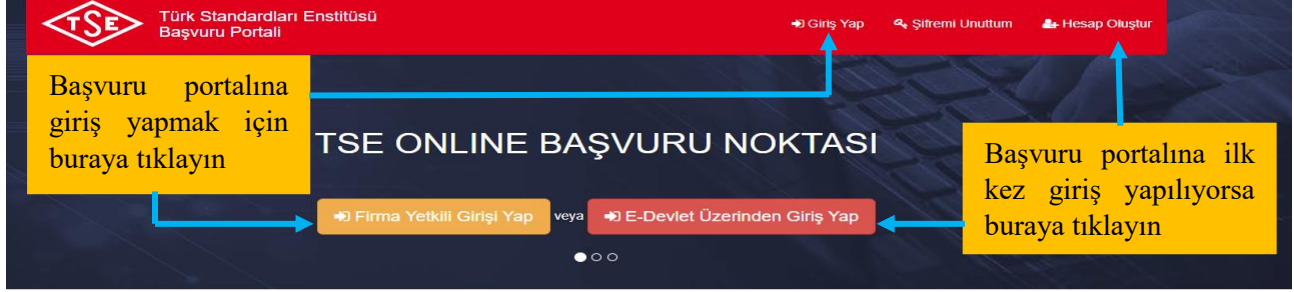 TSE
Türk Standardları Enstitüsü
Başvuru Portali
Giriş Yap
Şifremi Unuttum
Hesap Oluştur
Başvuru portalına
giriş yapmak için
buraya tıklayın
TSE ONLINE BAŞVURU NOKTASI
Başvuru portalına ilk
kez giriş yapılıyorsa
buraya tıklayın
Firma Yetkili Girişi Yap veya E-Devlet Üzerinden Giriş Yap